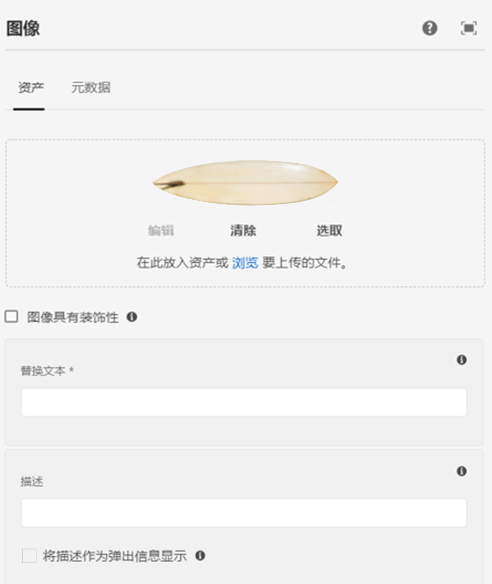 图像
资产 元数据
编辑 清除 选取
在此放入资产或 浏览 要上传的文件。
图像具有装饰性
替换文本 *
描述
将描述作为弹出信息显示